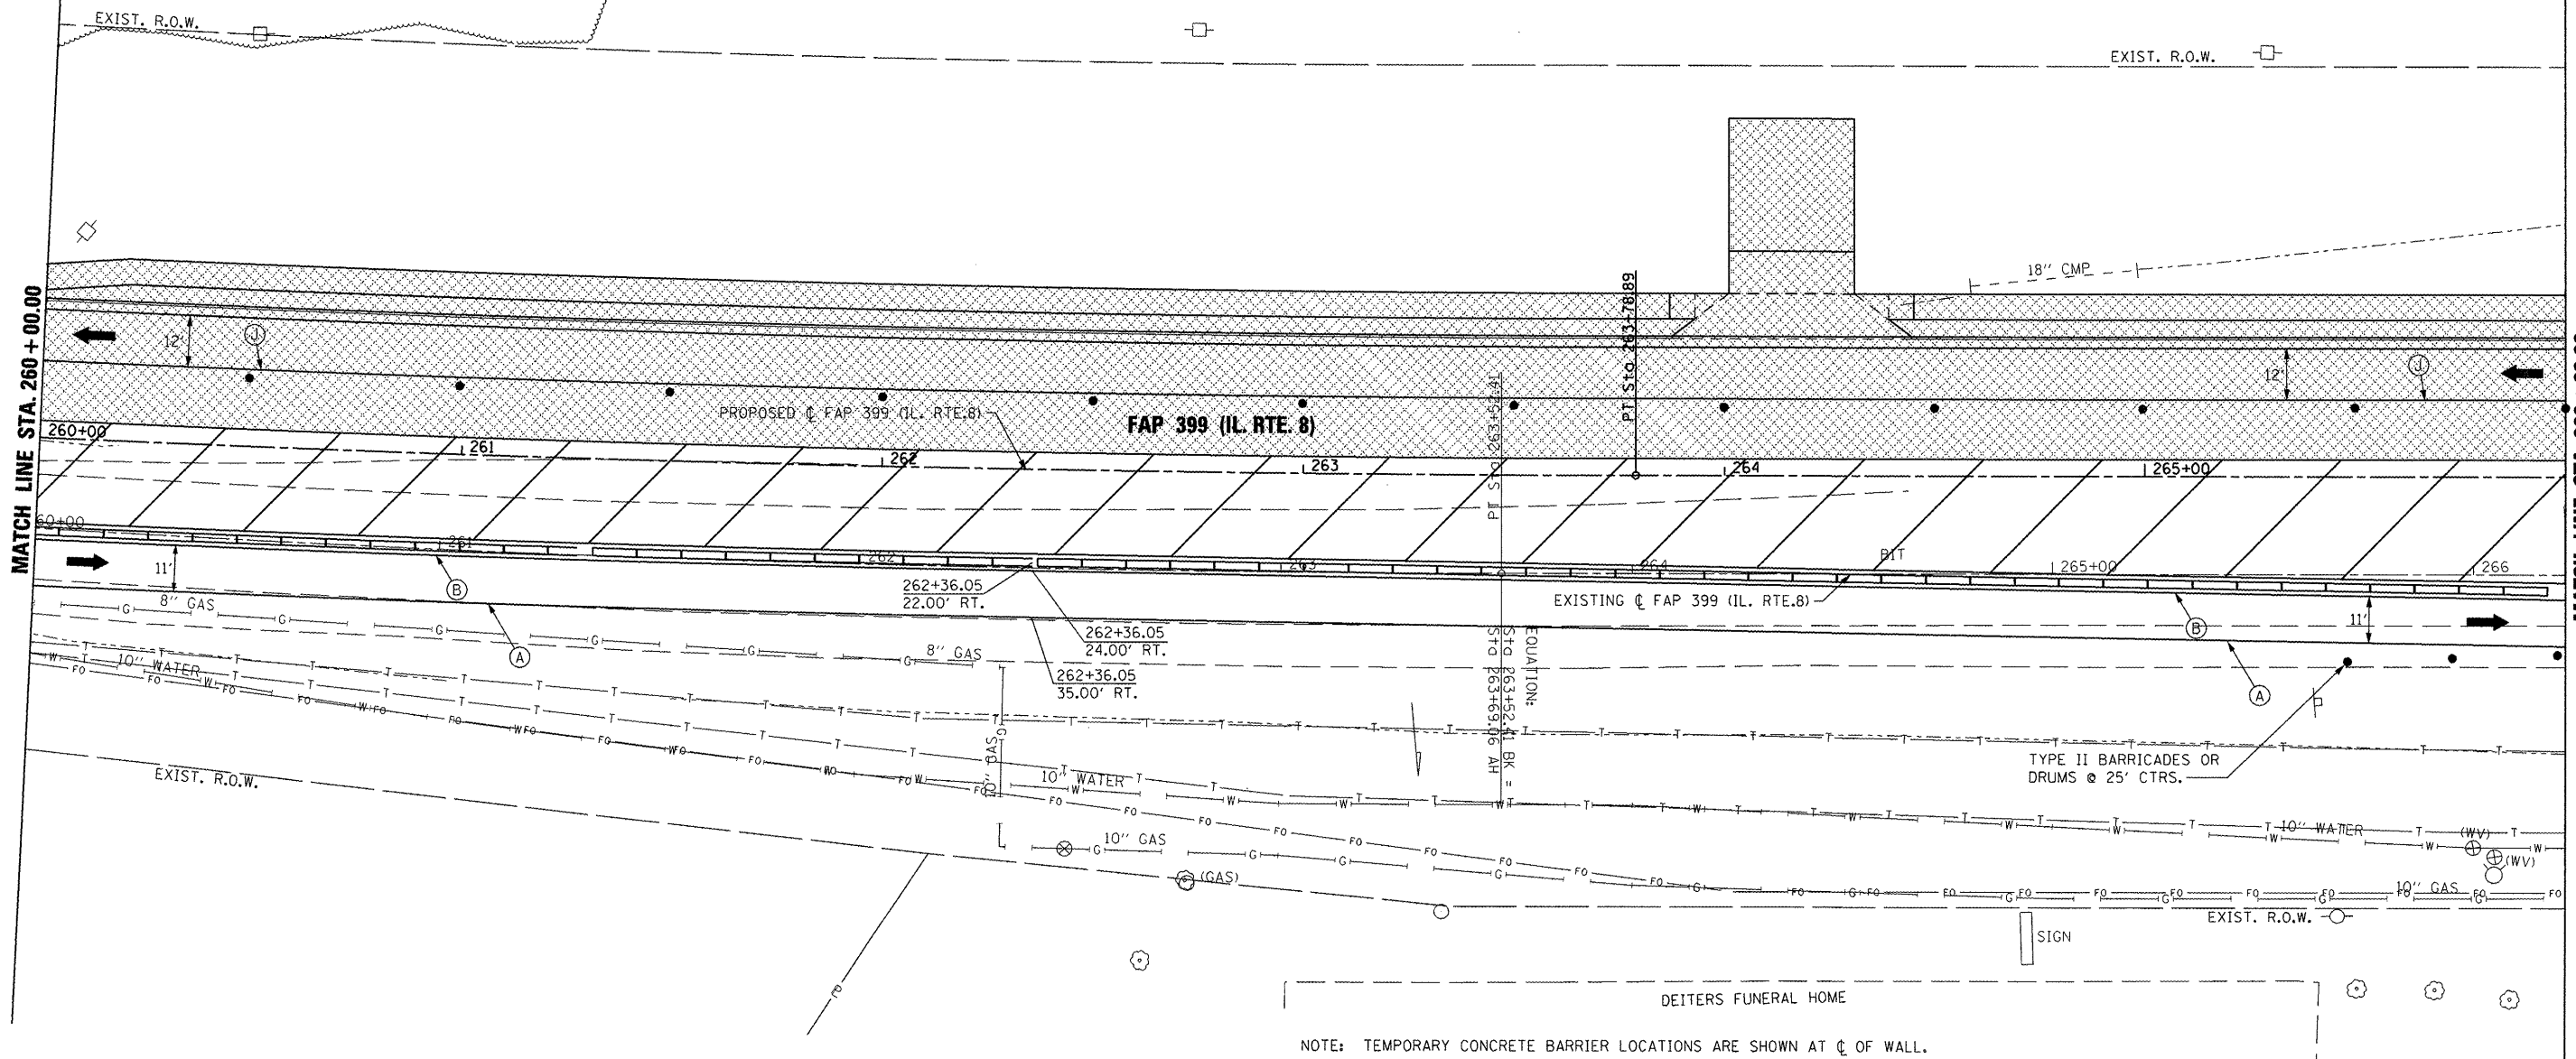 EXIST. R.O.W.
EXIST. R.O.W.
MATCH LINE STA. 260+00.00
18" CMP
12'
J
12'
J
PT Sta 263+78.89
PT Sta 263+52.41
PROPOSED ℄ FAP 399 (IL. RTE.8)
FAP 399 (IL. RTE. 8)
260+00
261
262
263
264
265+00
60+00
261
262
263
264
BIT
265+00
266
11'
B
262+36.05
22.00' RT.
EXISTING ℄ FAP 399 (IL. RTE.8)
B
11'
8" GAS
G G G G G G
A
8" GAS
262+36.05
24.00' RT.
262+36.05
35.00' RT.
EQUATION:
Sta 263+52.41 BK =
Sta 263+69.06 AH
A
10" WATER
10" GAS
10" WATER
TYPE II BARRICADES OR
DRUMS @ 25' CTRS.
EXIST. R.O.W.
10" GAS
(GAS)
10" WATER
(WV)
(WV)
10" GAS
EXIST. R.O.W.
SIGN
DEITERS FUNERAL HOME
NOTE: TEMPORARY CONCRETE BARRIER LOCATIONS ARE SHOWN AT ℄ OF WALL.